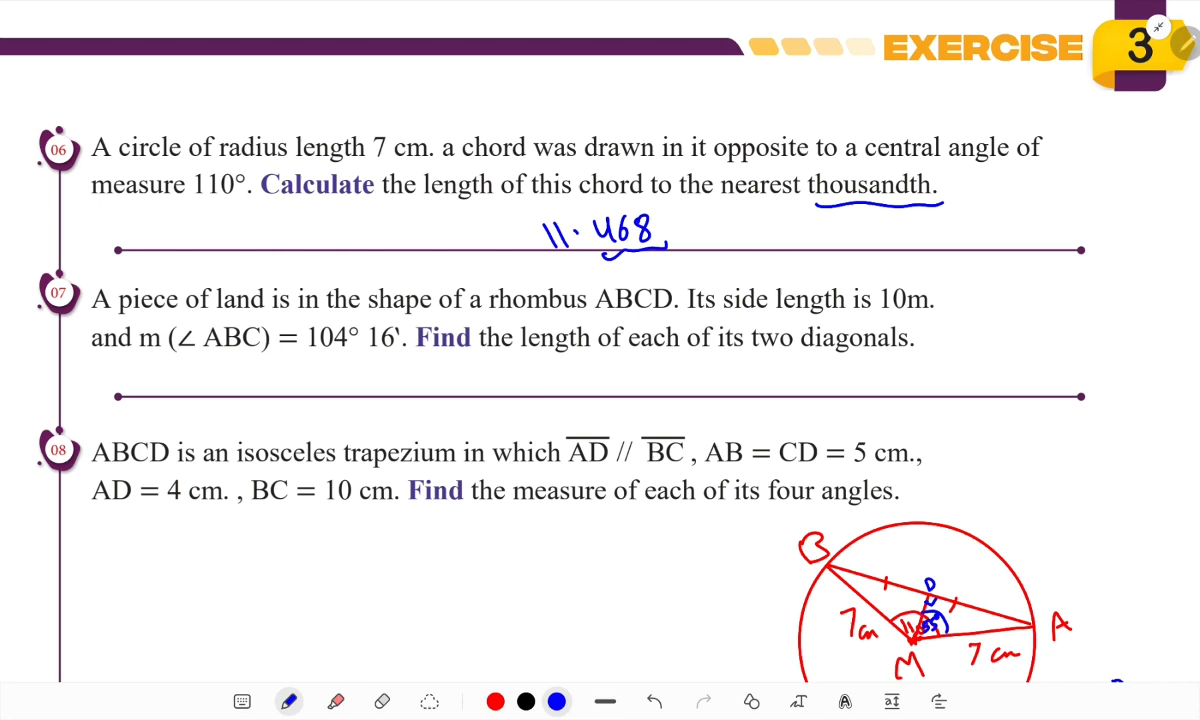 EXERCISE 3
06 A circle of radius length 7 cm. a chord was drawn in it opposite to a central angle of
measure 110°. Calculate the length of this chord to the nearest thousandth.
11.468
07 A piece of land is in the shape of a rhombus ABCD. Its side length is 10m.
and m (∠ ABC) = 104° 16‵. Find the length of each of its two diagonals.
08 ABCD is an isosceles trapezium in which A̅D̅ // B̅C̅ , AB = CD = 5 cm.,
AD = 4 cm. , BC = 10 cm. Find the measure of each of its four angles.
B
D
7cm
55
A
M
7 cm